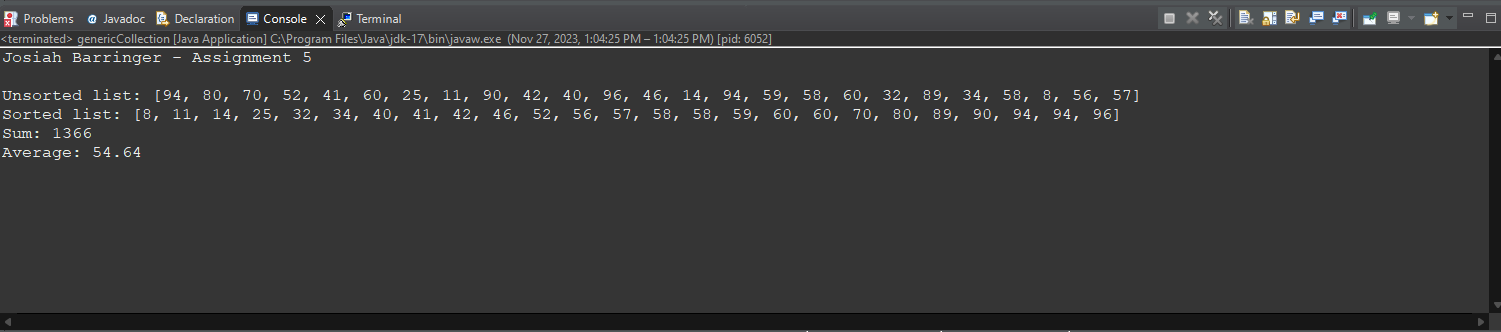 Problems Javadoc Declaration Console Terminal
<terminated> genericCollection [Java Application] C:\Program Files\Java\jdk-17\bin\javaw.exe (Nov 27, 2023, 1:04:25 PM – 1:04:25 PM) [pid: 6052]
Josiah Barringer - Assignment 5
Unsorted list: [94, 80, 70, 52, 41, 60, 25, 11, 90, 42, 40, 96, 46, 14, 94, 59, 58, 60, 32, 89, 34, 58, 8, 56, 57]
Sorted list: [8, 11, 14, 25, 32, 34, 40, 41, 42, 46, 52, 56, 57, 58, 58, 59, 60, 60, 70, 80, 89, 90, 94, 94, 96]
Sum: 1366
Average: 54.64